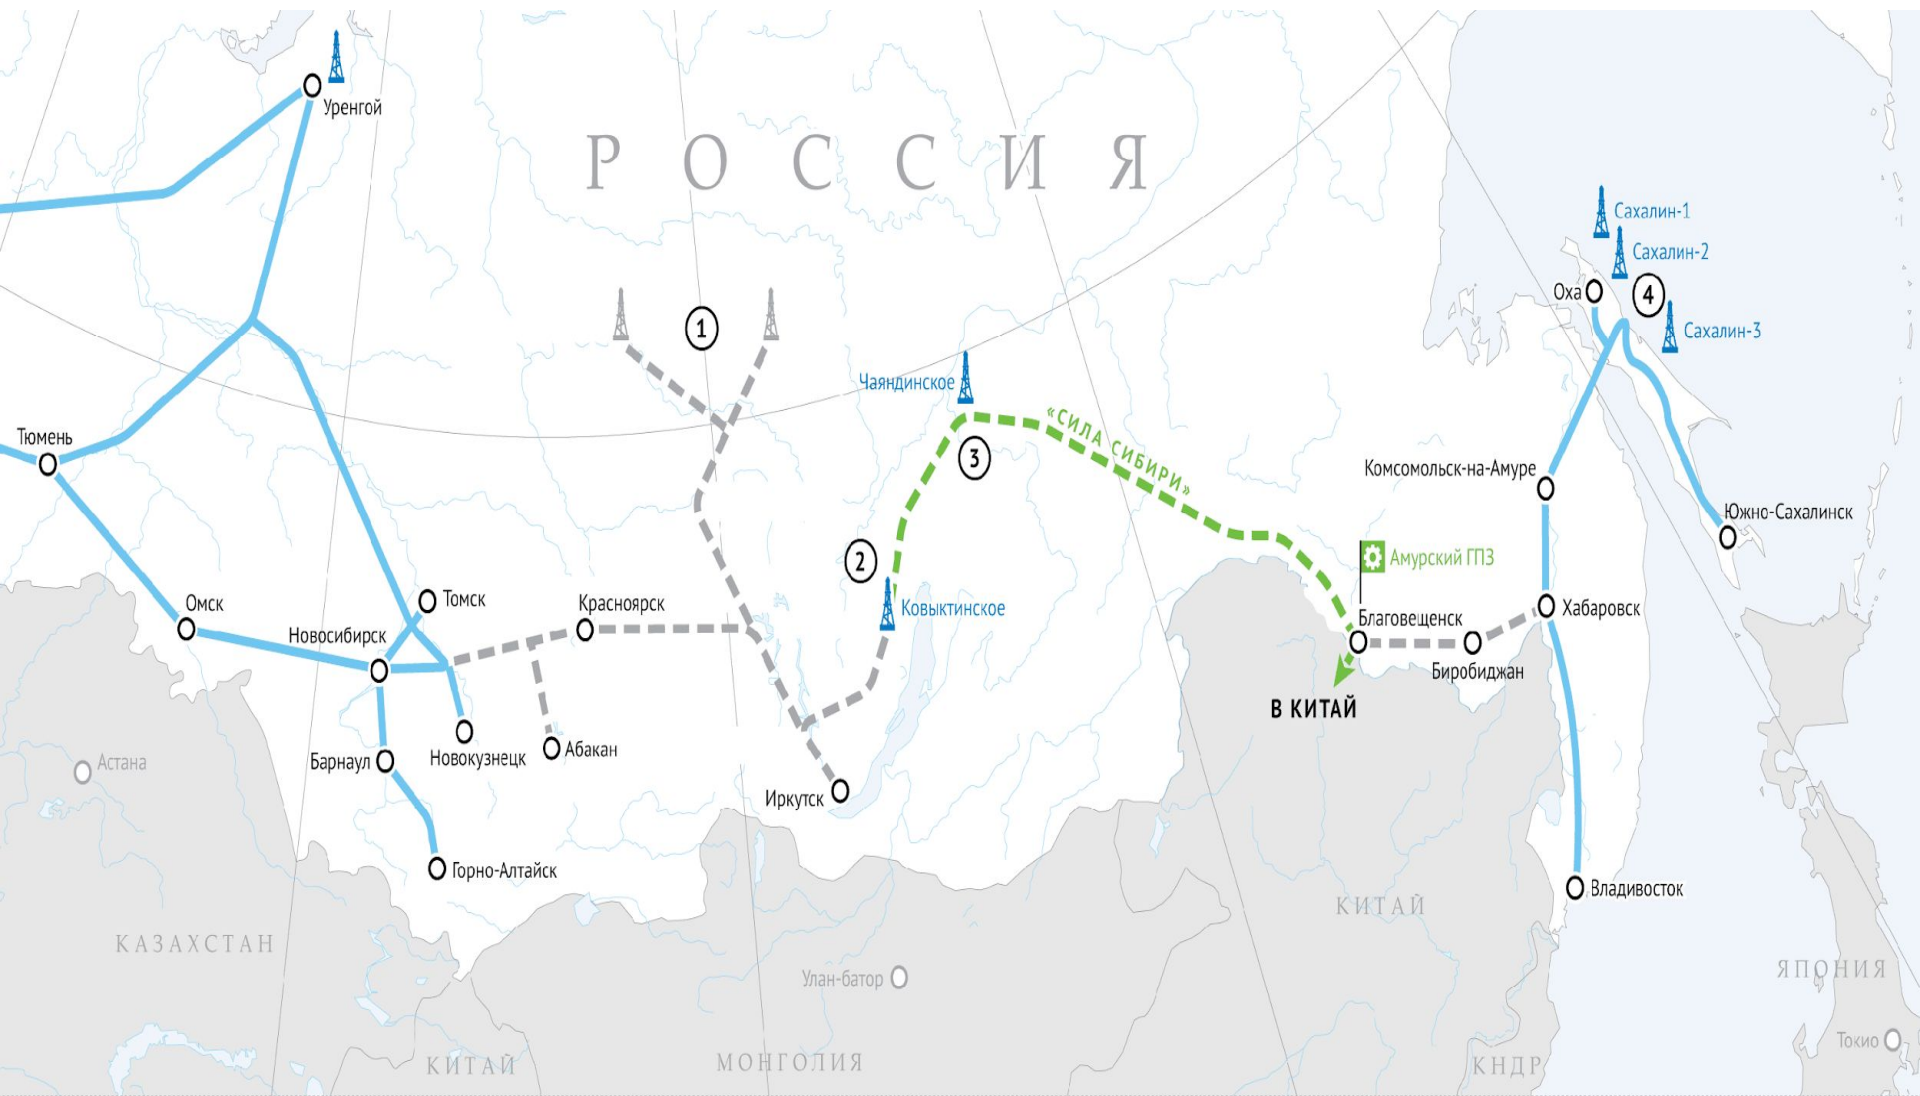 Уренгой
РОССИЯ
Сахалин-1
Сахалин-2
Оха
4
Сахалин-3
1
Чаяндинское
«СИЛА СИБИРИ»
Тюмень
3
Комсомольск-на-Амуре
Южно-Сахалинск
2
Амурский ГПЗ
Омск
Томск
Красноярск
Ковыктинское
Благовещенск
Хабаровск
Новосибирск
Биробиджан
В КИТАЙ
Новокузнецк
Абакан
Барнаул
Астана
Иркутск
Горно-Алтайск
Владивосток
КИТАЙ
КАЗАХСТАН
Улан-батор
ЯПОНИЯ
Токио
КИТАЙ
МОНГОЛИЯ
КНДР